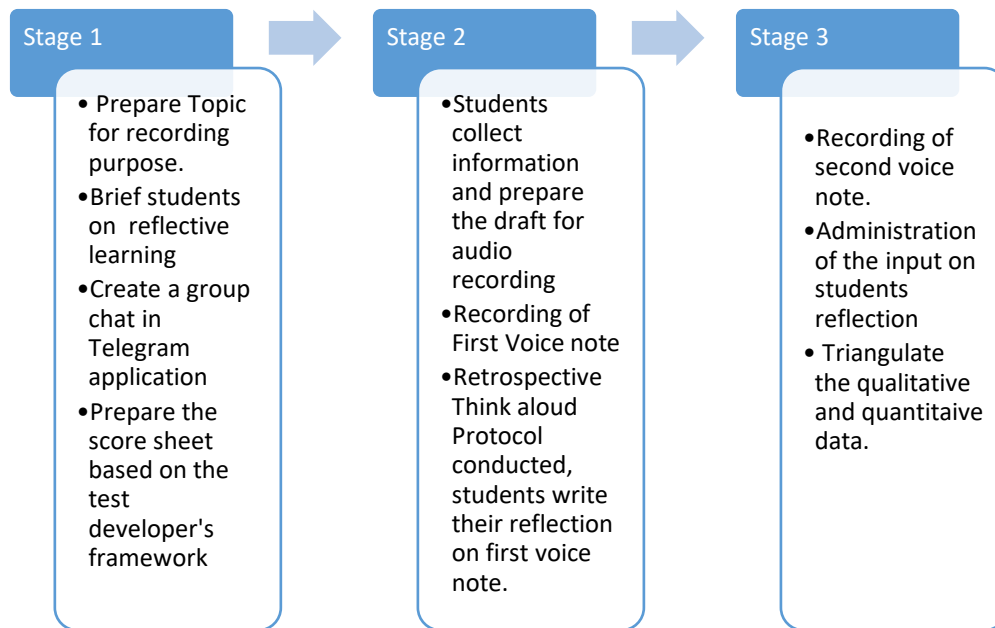 Stage 1
• Prepare Topic
for recording
purpose.
•Brief students
on reflective
learning
•Create a group
chat in
Telegram
application
•Prepare the
score sheet
based on the
test
developer's
framework
Stage 2
•Students
collect
information
and prepare
the draft for
audio
recording
•Recording of
First Voice note
•Retrospective
Think aloud
Protocol
conducted,
students write
their reflection
on first voice
note.
Stage 3
•Recording of
second voice
note.
•Administration
of the input on
students
reflection
• Triangulate
the qualitative
and quantitaive
data.